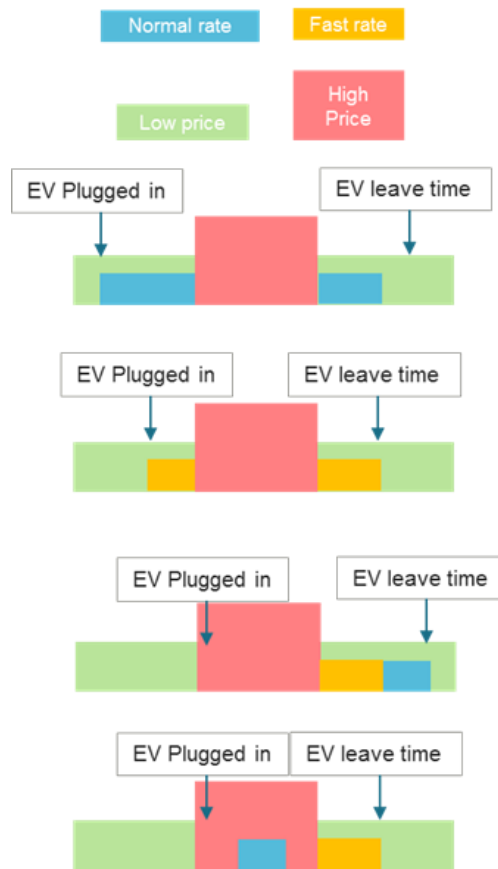 Normal rate
Fast rate
Low price
High
Price
EV Plugged in
EV leave time
EV Plugged in
EV leave time
EV Plugged in
EV leave time
EV Plugged in
EV leave time